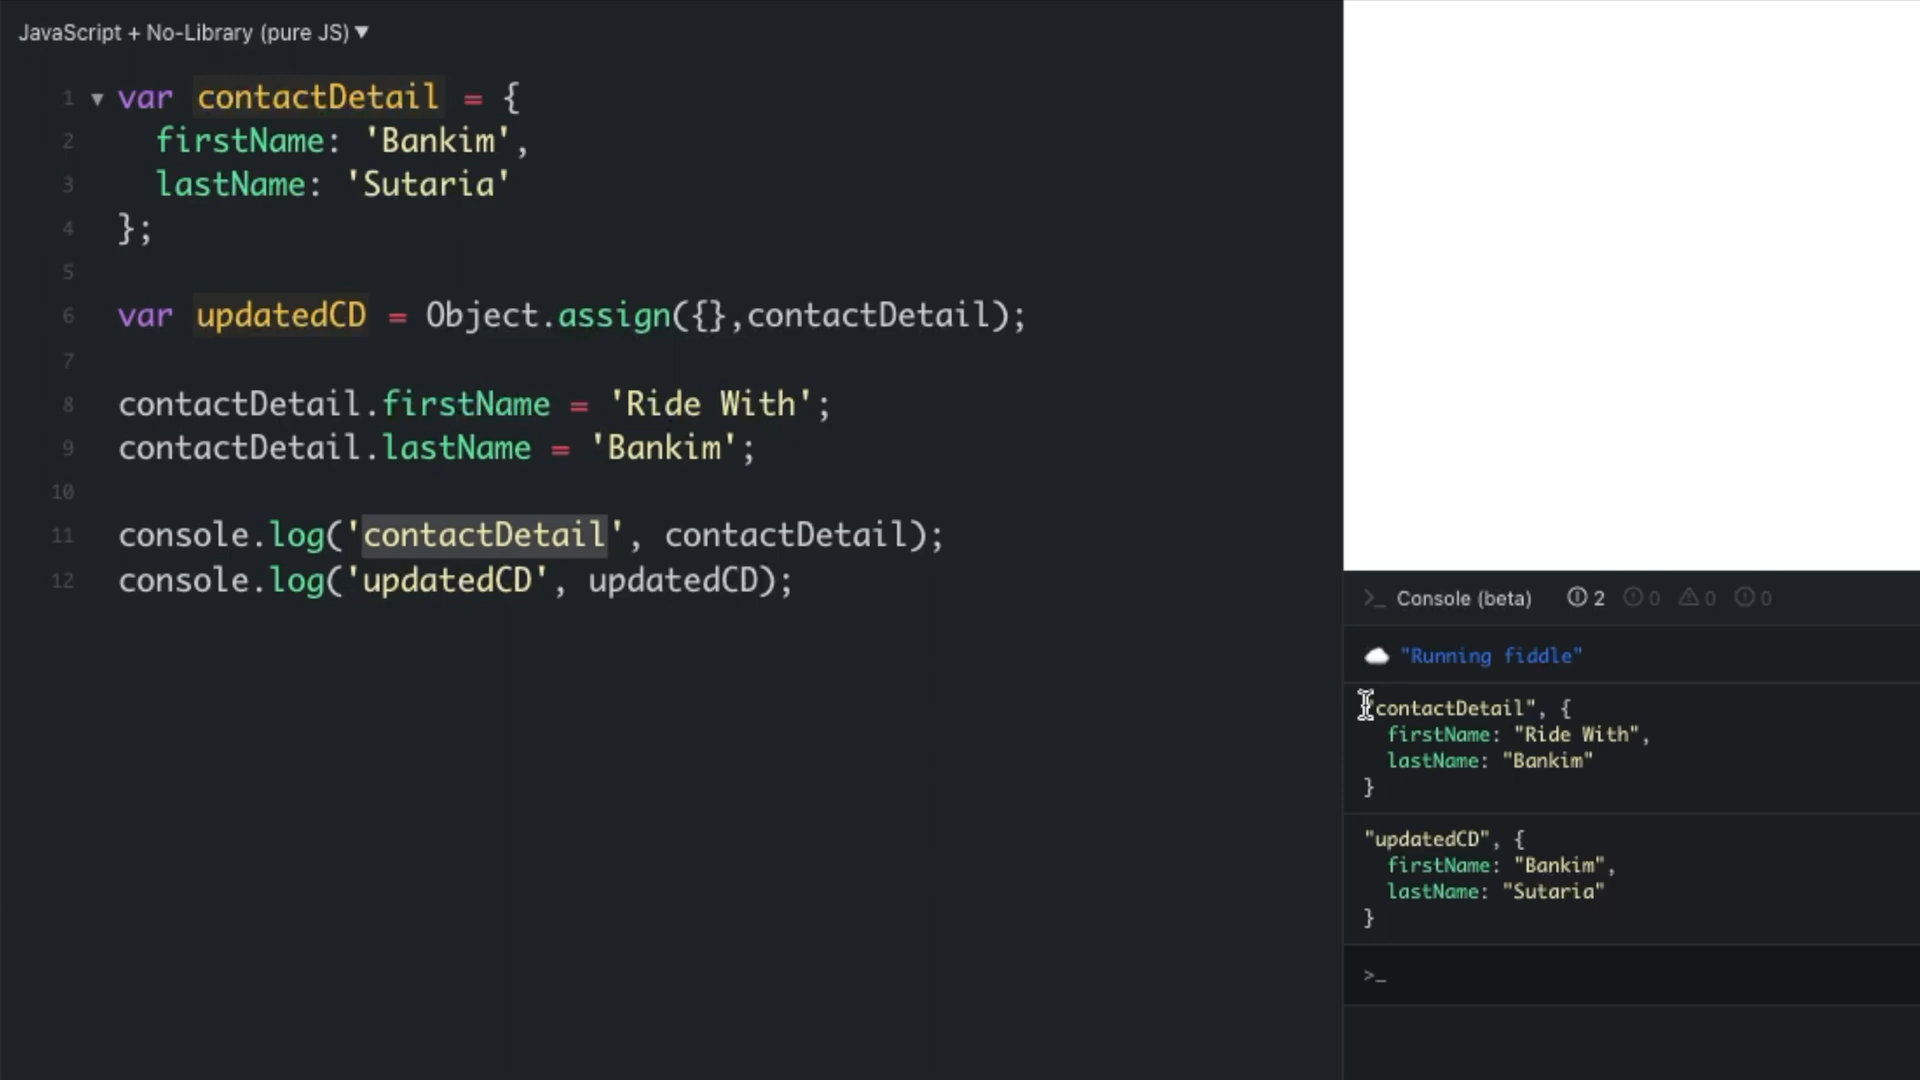 JavaScript + No-Library (pure JS) ▼
1 ▼ var contactDetail = {
2 firstName: 'Bankim',
3 lastName: 'Sutaria'
4 };
5
6 var updatedCD = Object.assign({},contactDetail);
7
8 contactDetail.firstName = 'Ride With';
9 contactDetail.lastName = 'Bankim';
10
11 console.log('contactDetail', contactDetail);
12 console.log('updatedCD', updatedCD);
>_ Console (beta) 2 0 0 0
"Running fiddle"
"contactDetail", {
firstName: "Ride With",
lastName: "Bankim"
}
"updatedCD", {
firstName: "Bankim",
lastName: "Sutaria"
}
>_